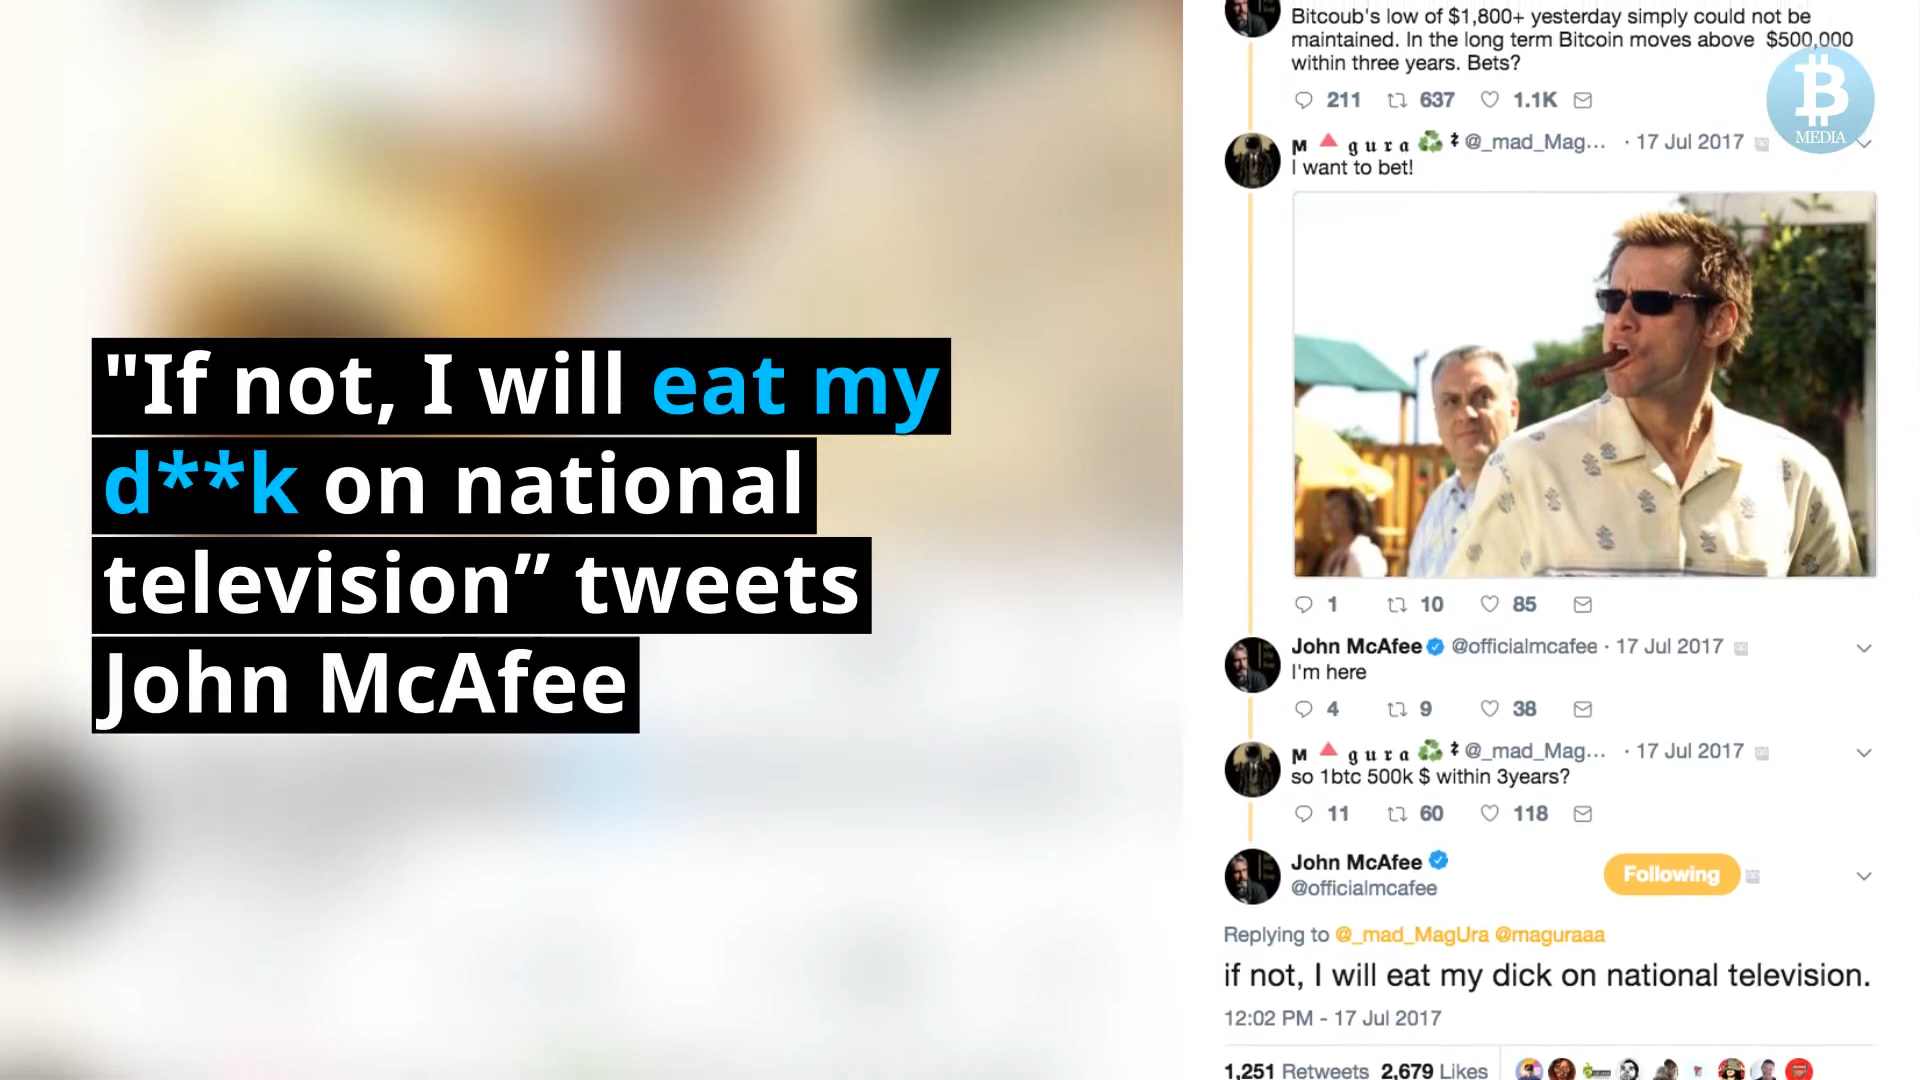 "If not, I will eat my
d**k on national
television” tweets
John McAfee
Bitcoub's low of $1,800+ yesterday simply could not be
maintained. In the long term Bitcoin moves above $500,000
within three years. Bets?
211 637 1.1K
B
MEDIA
M gura @_mad_Mag... · 17 Jul 2017
I want to bet!
1 10 85
John McAfee @officialmcafee · 17 Jul 2017
I'm here
4 9 38
M gura @_mad_Mag... · 17 Jul 2017
so 1btc 500k $ within 3years?
11 60 118
John McAfee
@officialmcafee
Following
Replying to @_mad_MagUra @maguraaa
if not, I will eat my dick on national television.
12:02 PM - 17 Jul 2017
1,251 Retweets 2,679 Likes